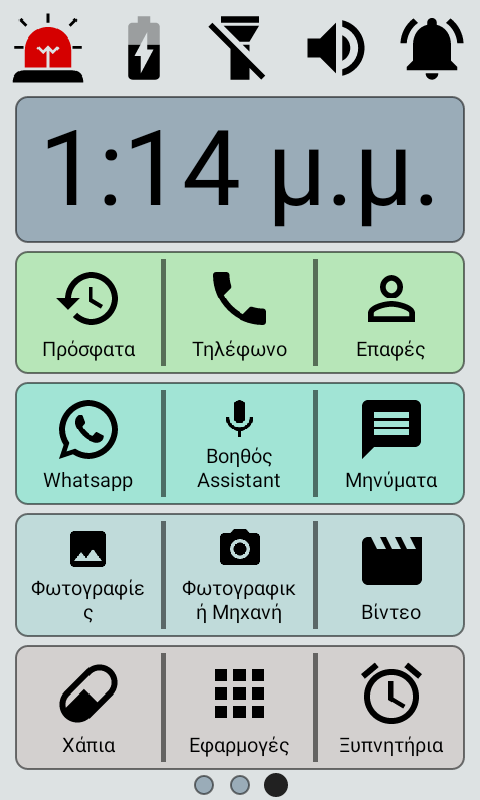 1:14 μ.μ.
Πρόσφατα
Τηλέφωνο
Επαφές
Whatsapp
Βοηθός
Assistant
Μηνύματα
Φωτογραφίε
ς
Φωτογραφικ
ή Μηχανή
Βίντεο
Χάπια
Εφαρμογές
Ξυπνητήρια